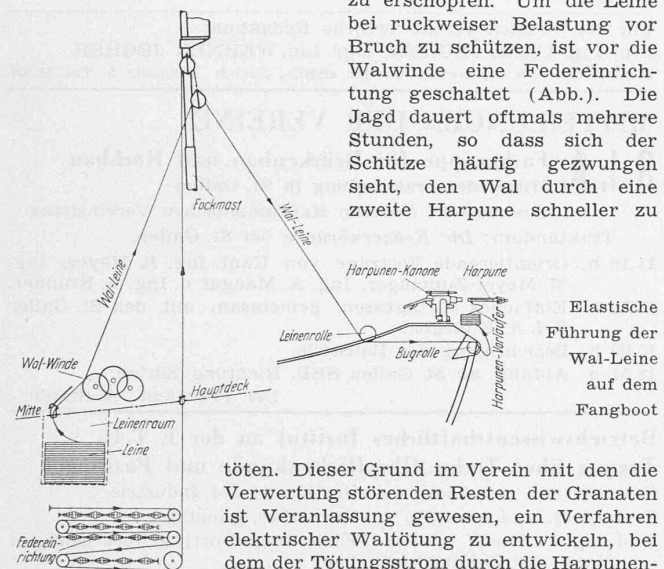 zu erschöpfen. Um die Leine
bei ruckweiser Belastung vor
Bruch zu schützen, ist vor die
Walwinde eine Federeinrich-
tung geschaltet (Abb.). Die
Jagd dauert oftmals mehrere
Stunden, so dass sich der
Schütze häufig gezwungen
sieht, den Wal durch eine
zweite Harpune schneller zu
Fockmast
Wal-Leine
Wal-Leine
Harpunen-Kanone
Harpune
Leinenrolle
Bugrolle
Harpunen-Vorläufer
Wal-Winde
Hauptdeck
Mitte
Leinenraum
Leine
Federein-
richtung
Elastische
Führung der
Wal-Leine
auf dem
Fangboot
töten. Dieser Grund im Verein mit den die
Verwertung störenden Resten der Granaten
ist Veranlassung gewesen, ein Verfahren
elektrischer Waltötung zu entwickeln, bei
dem der Tötungsstrom durch die Harpunen-